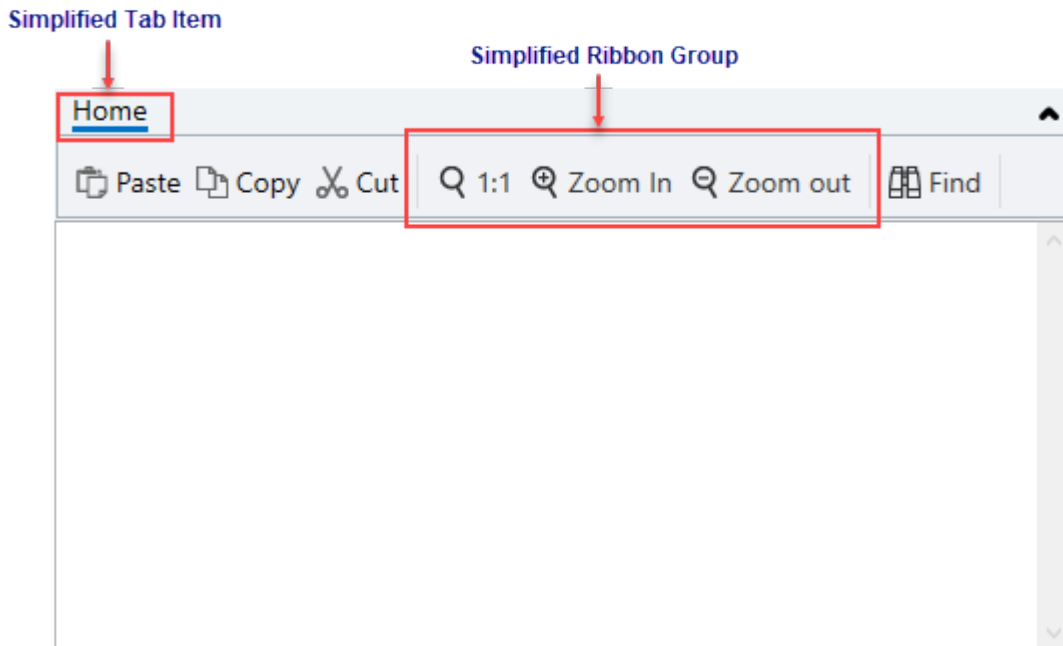 Simplified Tab Item
Simplified Ribbon Group
Home
Paste Copy Cut 1:1 Zoom In Zoom out Find